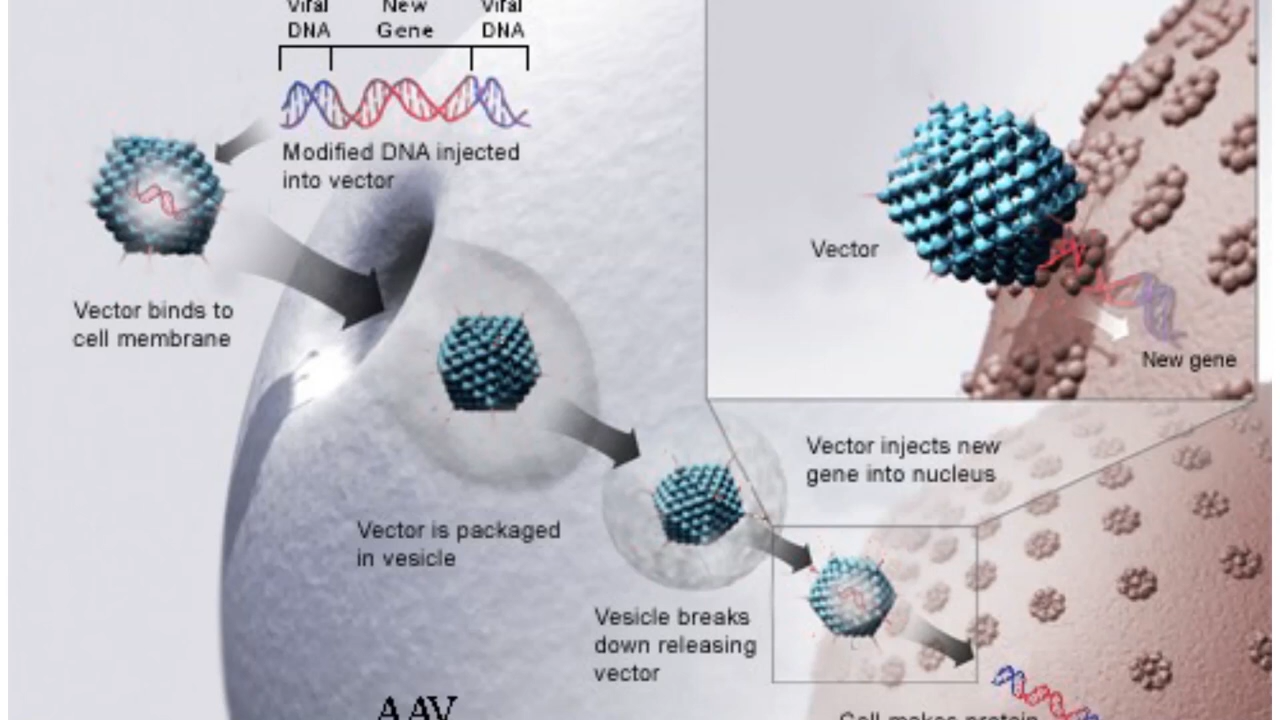 Viral New Viral
DNA Gene DNA
Modified DNA injected
into vector
Vector binds to
cell membrane
Vector
New gene
Vector injects new
gene into nucleus
Vector is packaged
in vesicle
Vesicle breaks
down releasing
vector
AAV
Cell makes protein